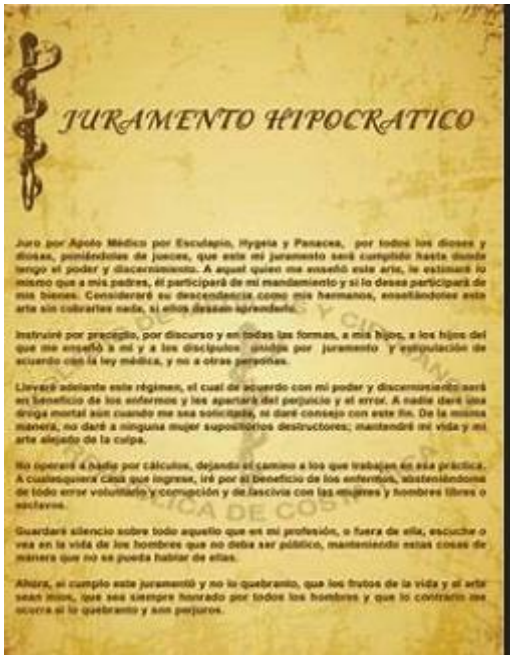 JURAMENTO HIPOCRATICO
Juro por Apolo Médico por Esculapio, Hygeia y Panacea, por todos los dioses y
diosas, poniéndolos de jueces, que este mi juramento será cumplido hasta donde
tengo el poder y discernimiento. A aquel quien me enseñó este arte, le estimaré lo
mismo que a mis padres, él participará de mi mandamiento y si lo desea participará de
mis bienes. Consideraré su descendencia como mis hermanos, enseñándoles este
arte sin cobrarles nada, si ellos desean aprenderlo.
Instruiré por precepto, por discurso y en todas las formas, a mis hijos, a los hijos del
que me enseñó a mí y a los discípulos unidos por juramento y estipulación de
acuerdo con la ley médica, y no a otras personas.
Llevaré adelante este régimen, el cual de acuerdo con mi poder y discernimiento será
en beneficio de los enfermos y les apartará del perjuicio y el error. A nadie daré una
droga mortal aún cuando me sea solicitada, ni daré consejo con este fin. De la misma
manera, no daré a ninguna mujer supositorios destructores; mantendré mi vida y mi
arte alejado de la culpa.
No operaré a nadie por cálculos, dejando el camino a los que trabajan en esa práctica.
A cualesquiera casa que ingrese, iré por el beneficio de los enfermos, absteniéndome
de todo error voluntario y corrupción y de lascivia con las mujeres y hombres libres o
esclavos.
Guardaré silencio sobre todo aquello que en mi profesión, o fuera de ella, escuche o
vea en la vida de los hombres que no deba ser público, manteniendo estas cosas de
manera que no se pueda hablar de ellas.
Ahora, si cumplo este juramento y no lo quebranto, que los frutos de la vida y el arte
sean míos, que sea siempre honrado por todos los hombres y que lo contrario me
ocurra si lo quebranto y son perjuros.
DE COSTA